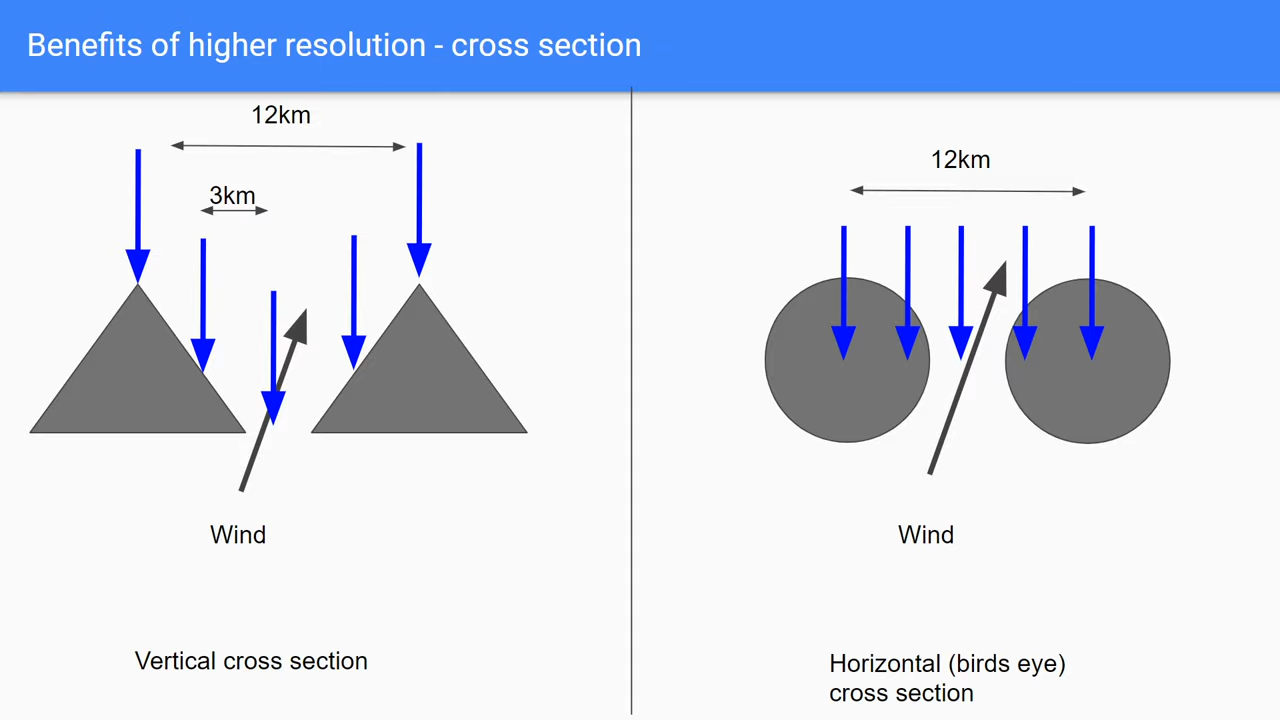 Benefits of higher resolution - cross section
12km
3km
Wind
Vertical cross section
12km
Wind
Horizontal (birds eye)
cross section